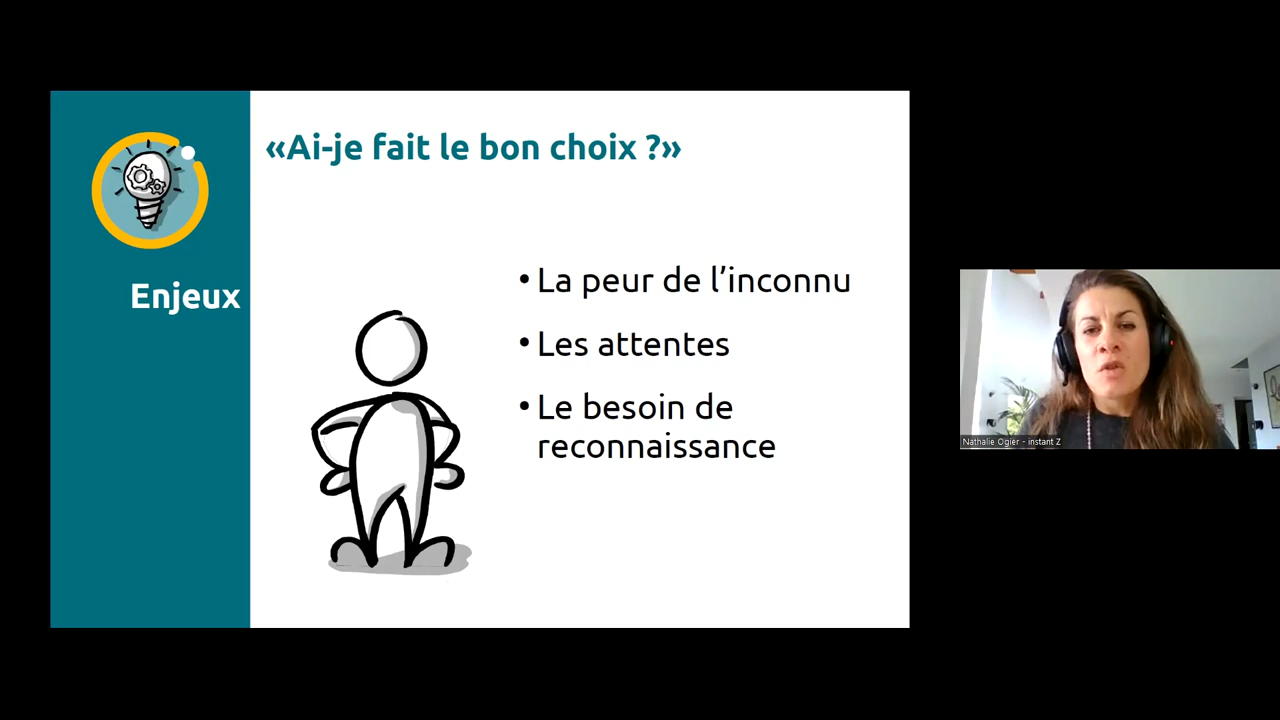 «Ai-je fait le bon choix ?»
Enjeux
• La peur de l’inconnu
• Les attentes
• Le besoin de
reconnaissance
Nathalie Ogier - instant Z